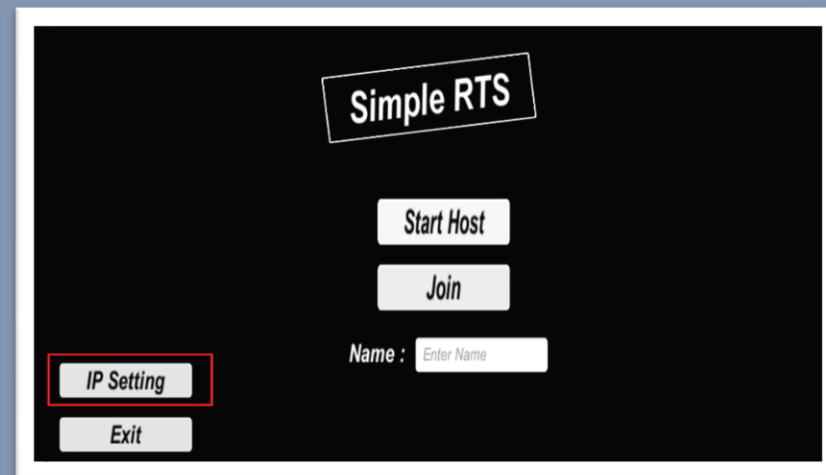 Simple RTS
Start Host
Join
Name : Enter Name
IP Setting
Exit